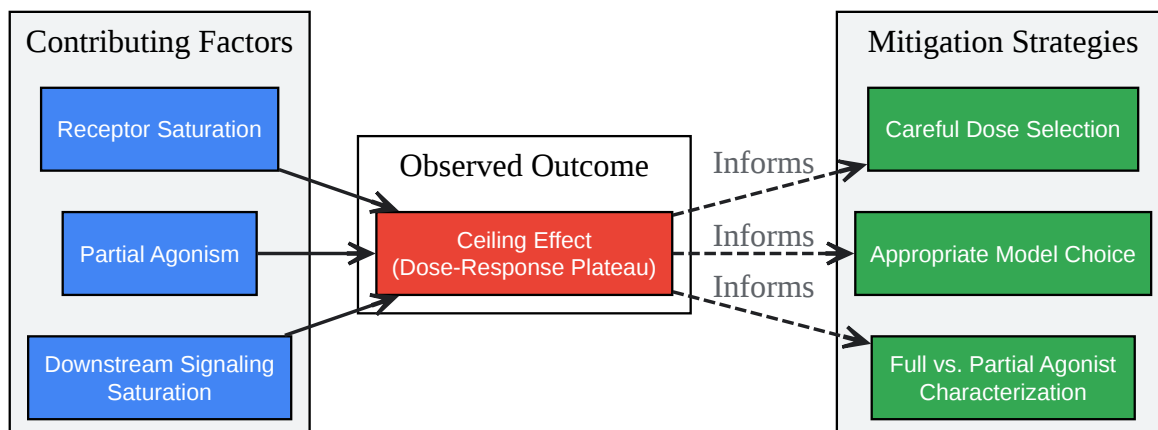 Contributing Factors
Receptor Saturation
Partial Agonism
Downstream Signaling
Saturation
Observed Outcome
Ceiling Effect
(Dose-Response Plateau)
Informs
Informs
Informs
Mitigation Strategies
Careful Dose Selection
Appropriate Model Choice
Full vs. Partial Agonist
Characterization